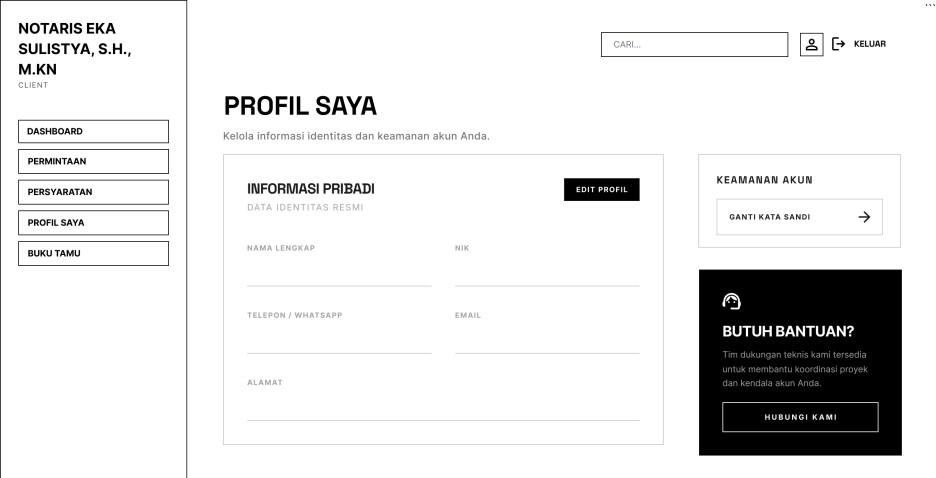 NOTARIS EKA
SULISTYA, S.H.,
M.KN
CLIENT
DASHBOARD
PERMINTAAN
PERSYARATAN
PROFIL SAYA
BUKU TAMU
CARI...
KELUAR
PROFIL SAYA
Kelola informasi identitas dan keamanan akun Anda.
INFORMASI PRIBADI
EDIT PROFIL
DATA IDENTITAS RESMI
NAMA LENGKAP
NIK
TELEPON / WHATSAPP
EMAIL
ALAMAT
KEAMANAN AKUN
GANTI KATA SANDI
BUTUH BANTUAN?
Tim dukungan teknis kami tersedia
untuk membantu koordinasi proyek
dan kendala akun Anda.
HUBUNGI KAMI